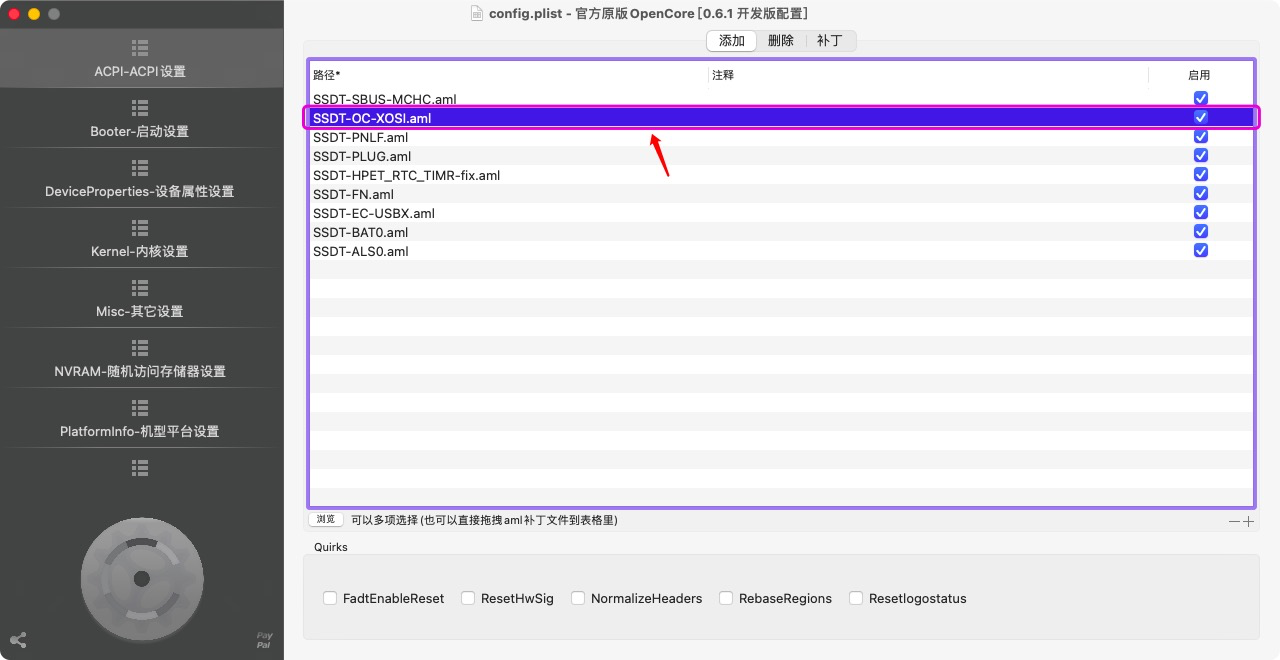 config.plist - 官方原版OpenCore [0.6.1 开发版配置]
ACPI-ACPI设置
Booter-启动设置
DeviceProperties-设备属性设置
Kernel-内核设置
Misc-其它设置
NVRAM-随机访问存储器设置
PlatformInfo-机型平台设置
Pay
Pal
添加 删除 补丁
路径* 注释 启用
SSDT-SBUS-MCHC.aml
SSDT-OC-XOSI.aml
SSDT-PNLF.aml
SSDT-PLUG.aml
SSDT-HPET_RTC_TIMR-fix.aml
SSDT-FN.aml
SSDT-EC-USBX.aml
SSDT-BAT0.aml
SSDT-ALS0.aml
浏览 可以多项选择(也可以直接拖拽aml补丁文件到表格里)
Quirks
FadtEnableReset ResetHwSig NormalizeHeaders RebaseRegions Resetlogostatus